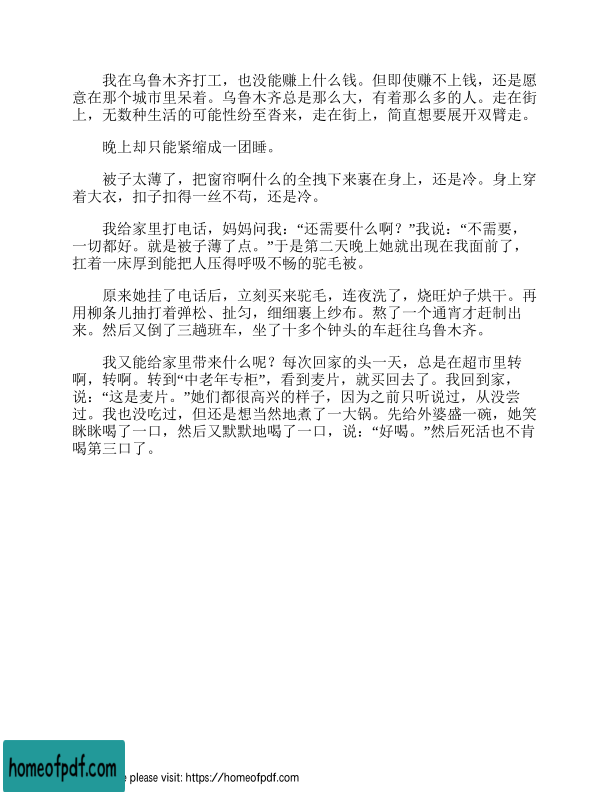 我在乌鲁木齐打工，也没能赚上什么钱。但即使赚不上钱，还是愿
意在那个城市里呆着。乌鲁木齐总是那么大，有着那么多的人。走在街
上，无数种生活的可能性纷至沓来，走在街上，简直想要展开双臂走。
晚上却只能紧缩成一团睡。
被子太薄了，把窗帘啊什么的全拽下来裹在身上，还是冷。身上穿
着大衣，扣子扣得一丝不苟，还是冷。
我给家里打电话，妈妈问我：“还需要什么啊？”我说：“不需要，
一切都好。就是被子薄了点。”于是第二天晚上她就出现在我面前了，
扛着一床厚到能把人压得呼吸不畅的驼毛被。
原来她挂了电话后，立刻买来驼毛，连夜洗了，烧旺炉子烘干。再
用柳条儿抽打着弹松、扯匀，细细裹上纱布。熬了一个通宵才赶制出
来。然后又倒了三趟班车，坐了十多个钟头的车赶往乌鲁木齐。
我又能给家里带来什么呢？每次回家的头一天，总是在超市里转
啊，转啊。转到“中老年专柜”，看到麦片，就买回去了。我回到家，
说：“这是麦片。”她们都很高兴的样子，因为之前只听说过，从没尝
过。我也没吃过，但还是想当然地煮了一大锅。先给外婆盛一碗，她笑
眯眯喝了一口，然后又默默地喝了一口，说：“好喝。”然后死活也不肯
喝第三口了。
homeofpdf.com
e please visit: https://homeofpdf.com